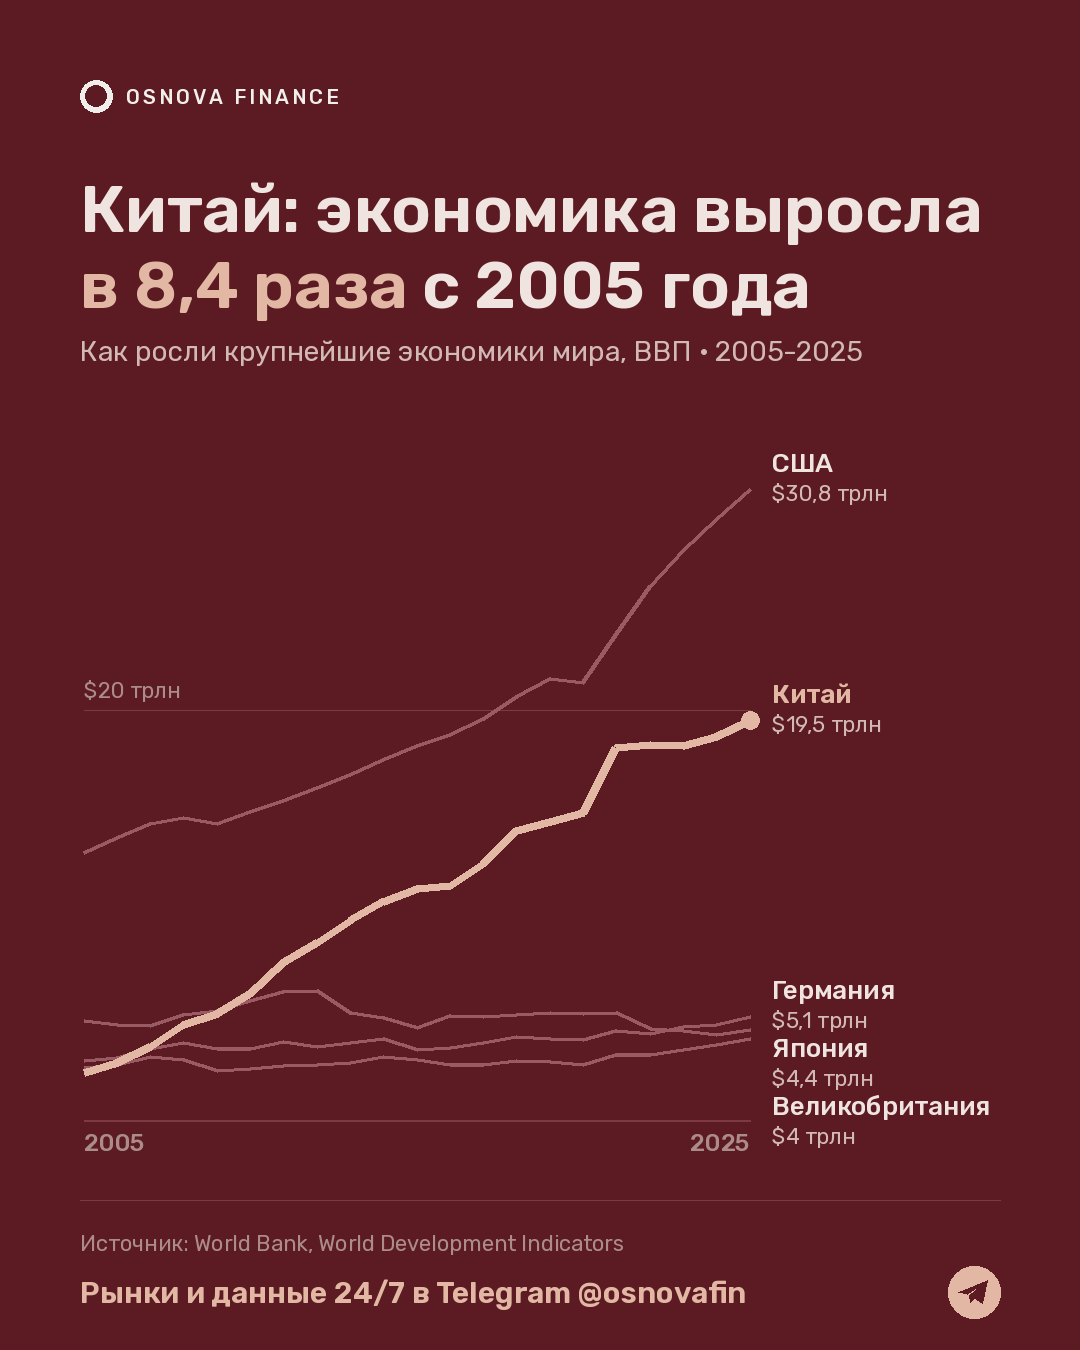 OSNOVA FINANCE
Китай: экономика выросла
в 8,4 раза с 2005 года
Как росли крупнейшие экономики мира, ВВП • 2005-2025
США
$30,8 трлн
$20 трлн
Китай
$19,5 трлн
Германия
$5,1 трлн
Япония
$4,4 трлн
Великобритания
$4 трлн
2005
2025
Источник: World Bank, World Development Indicators
Рынки и данные 24/7 в Telegram @osnovafin